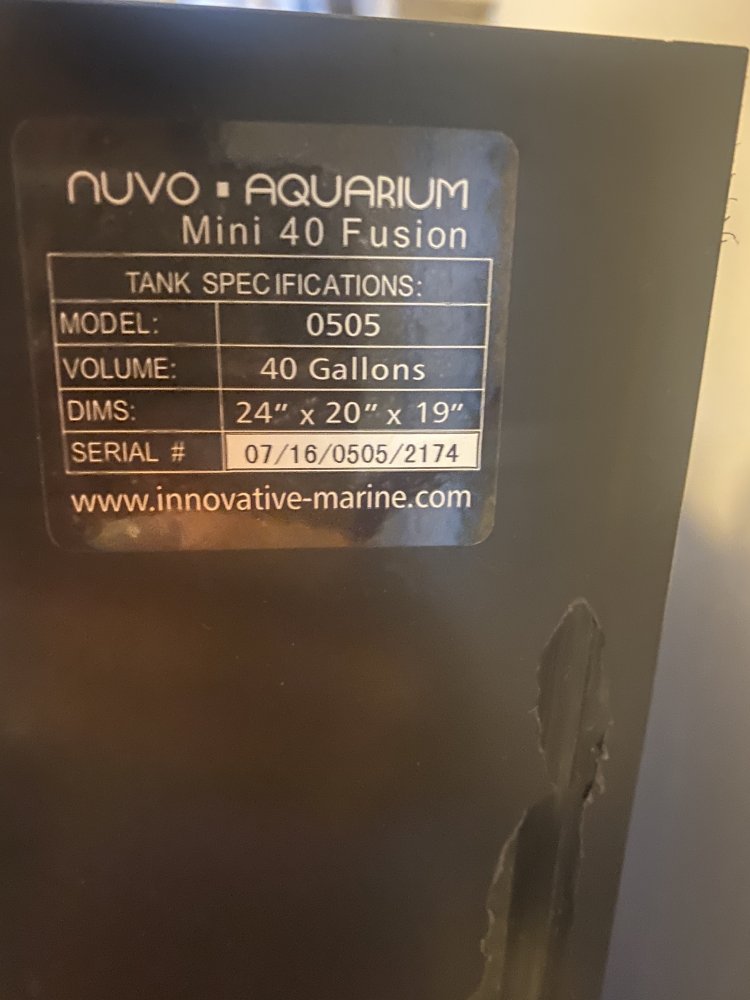 nuvo ▪ AQUARIUM
Mini 40 Fusion
TANK SPECIFICATIONS:
MODEL: 0505
VOLUME: 40 Gallons
DIMS: 24" x 20" x 19"
SERIAL # 07/16/0505/2174
www.innovative-marine.com